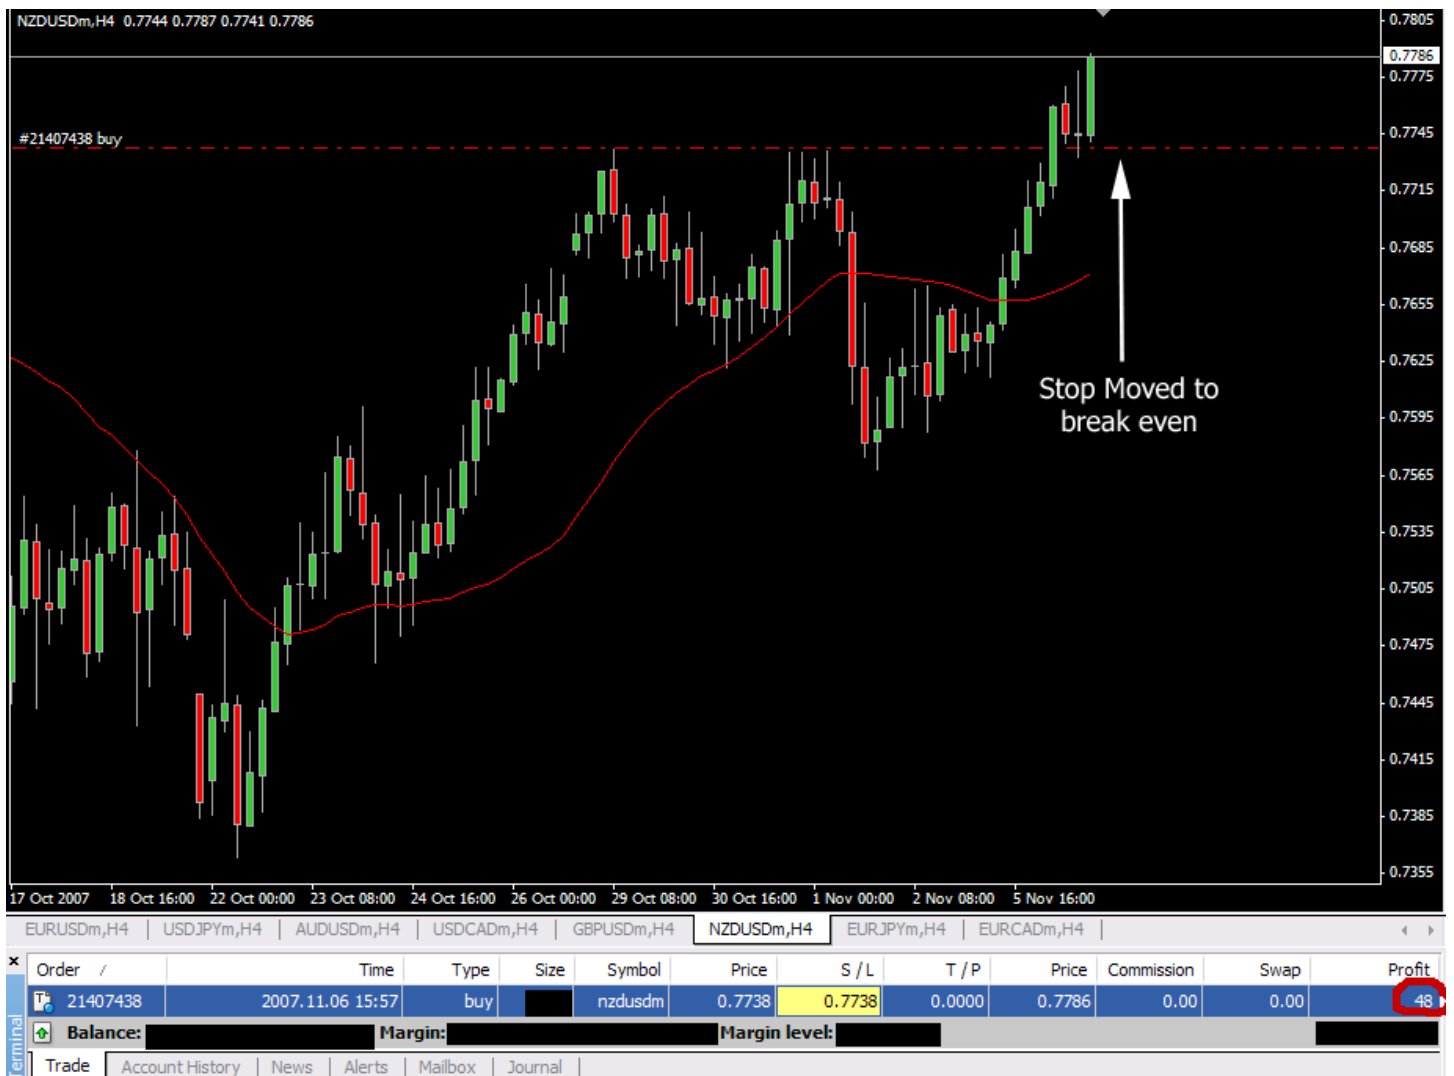 NZDUSDm,H4 0.7744 0.7787 0.7741 0.7786
0.7805
0.7786
0.7775
#21407438 buy
0.7745
0.7715
0.7685
0.7655
0.7625
Stop Moved to
break even
0.7595
0.7565
0.7535
0.7505
0.7475
0.7445
0.7415
0.7385
0.7355
17 Oct 2007 18 Oct 16:00 22 Oct 00:00 23 Oct 08:00 24 Oct 16:00 26 Oct 00:00 29 Oct 08:00 30 Oct 16:00 1 Nov 00:00 2 Nov 08:00 5 Nov 16:00
EURUSDm,H4 USDJPYm,H4 AUDUSDm,H4 USDCADm,H4 GBPUSDm,H4 NZDUSDm,H4 EURJPYm,H4 EURCADm,H4
Order / Time Type Size Symbol Price S / L T / P Price Commission Swap Profit
21407438 2007.11.06 15:57 buy nzdusdm 0.7738 0.7738 0.0000 0.7786 0.00 0.00 48
Balance: Margin: Margin level:
Terminal
Trade Account History News Alerts Mailbox Journal